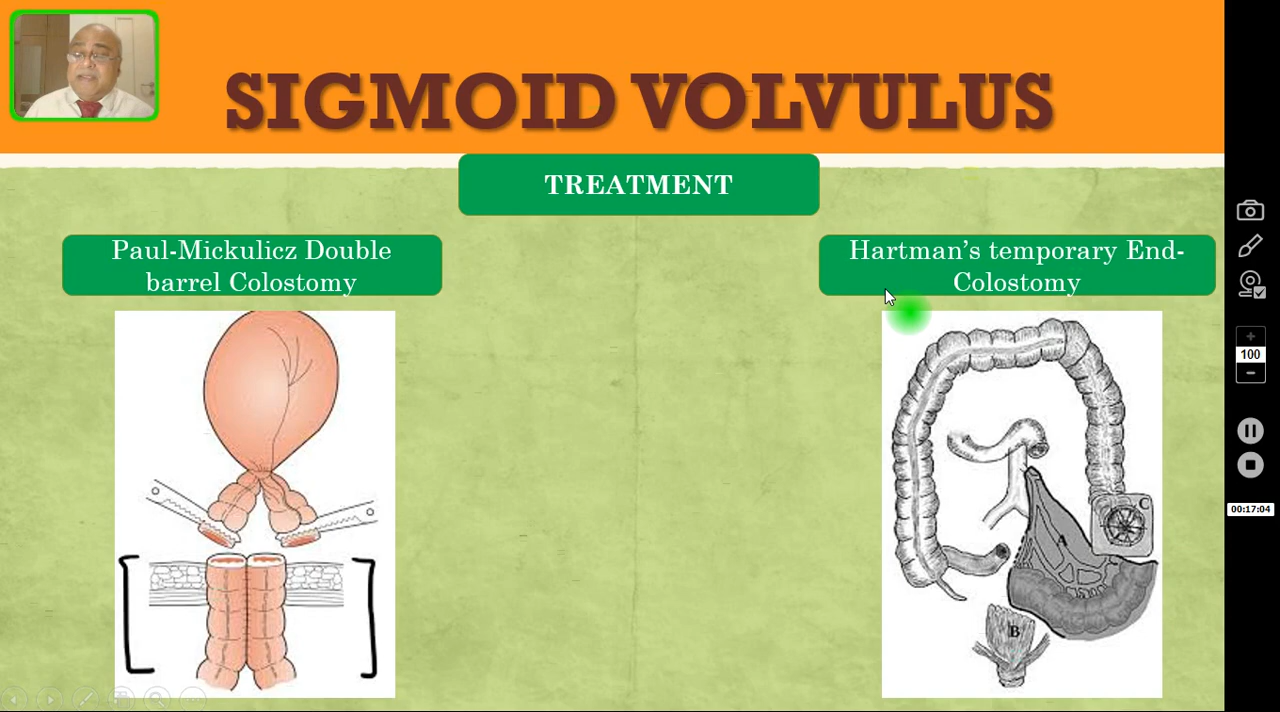 SIGMOID VOLVULUS
TREATMENT
Paul-Mickulicz Double
barrel Colostomy
Hartman’s temporary End-
Colostomy
A
B
C
+
100
−
00:17:04